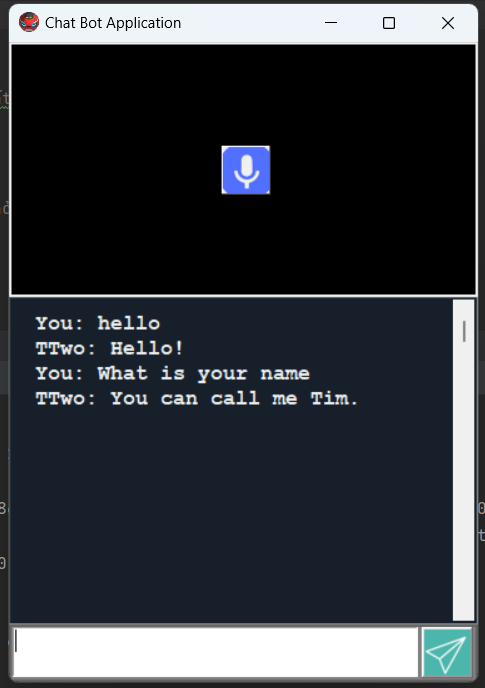 Chat Bot Application
You: hello
TTwo: Hello!
You: What is your name
TTwo: You can call me Tim.